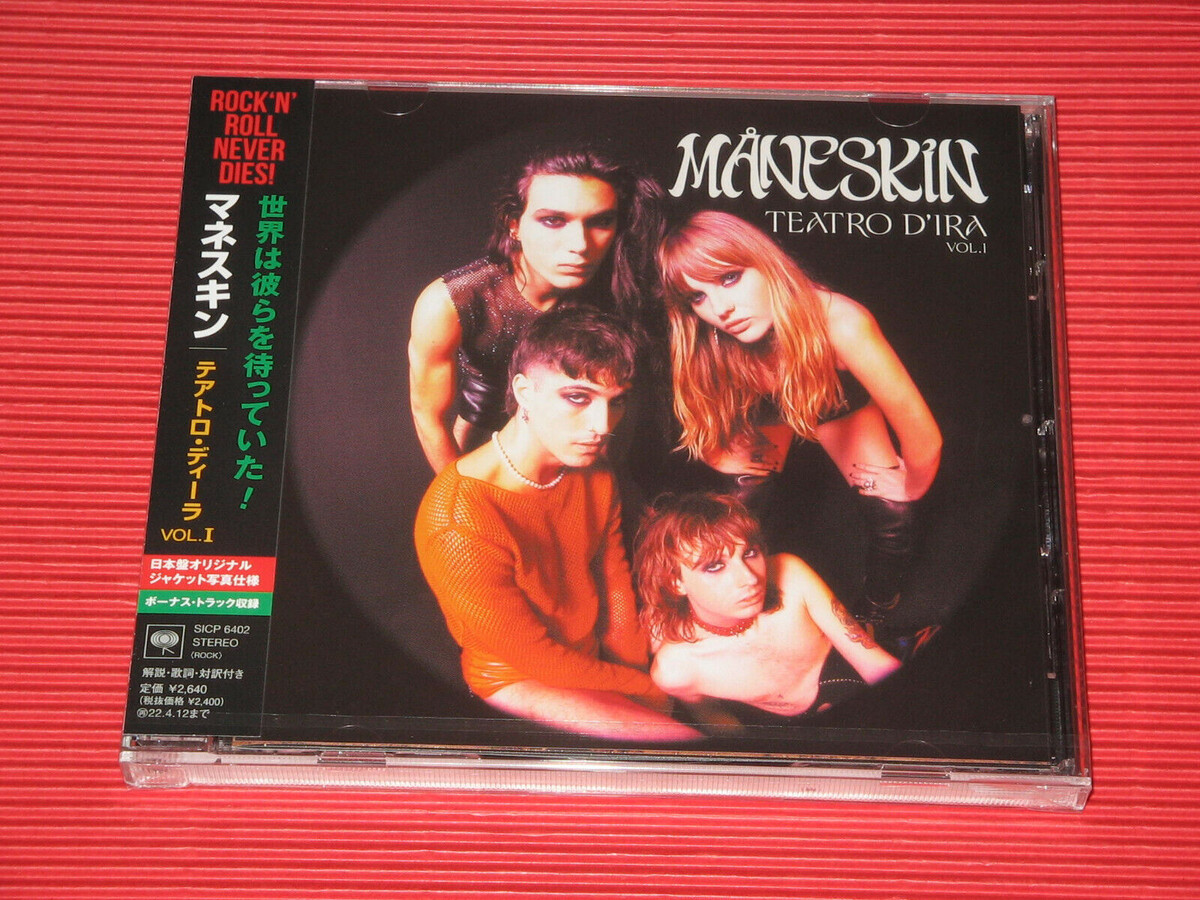 ROCK'N'
ROLL
NEVER
DIES!
世界は彼らを待っていた!
マネスキン
テアトロ・ディーラ
VOL.I
日本盤オリジナル
ジャケット写真仕様
ボーナス・トラック収録
SICP 6402
STEREO
(ROCK)
解説・歌詞・対訳付き
定価 ¥2,640
(税抜価格 ¥2,400)
22.4.12まで
MÅNESKIN
TEATRO D'IRA
VOL.I